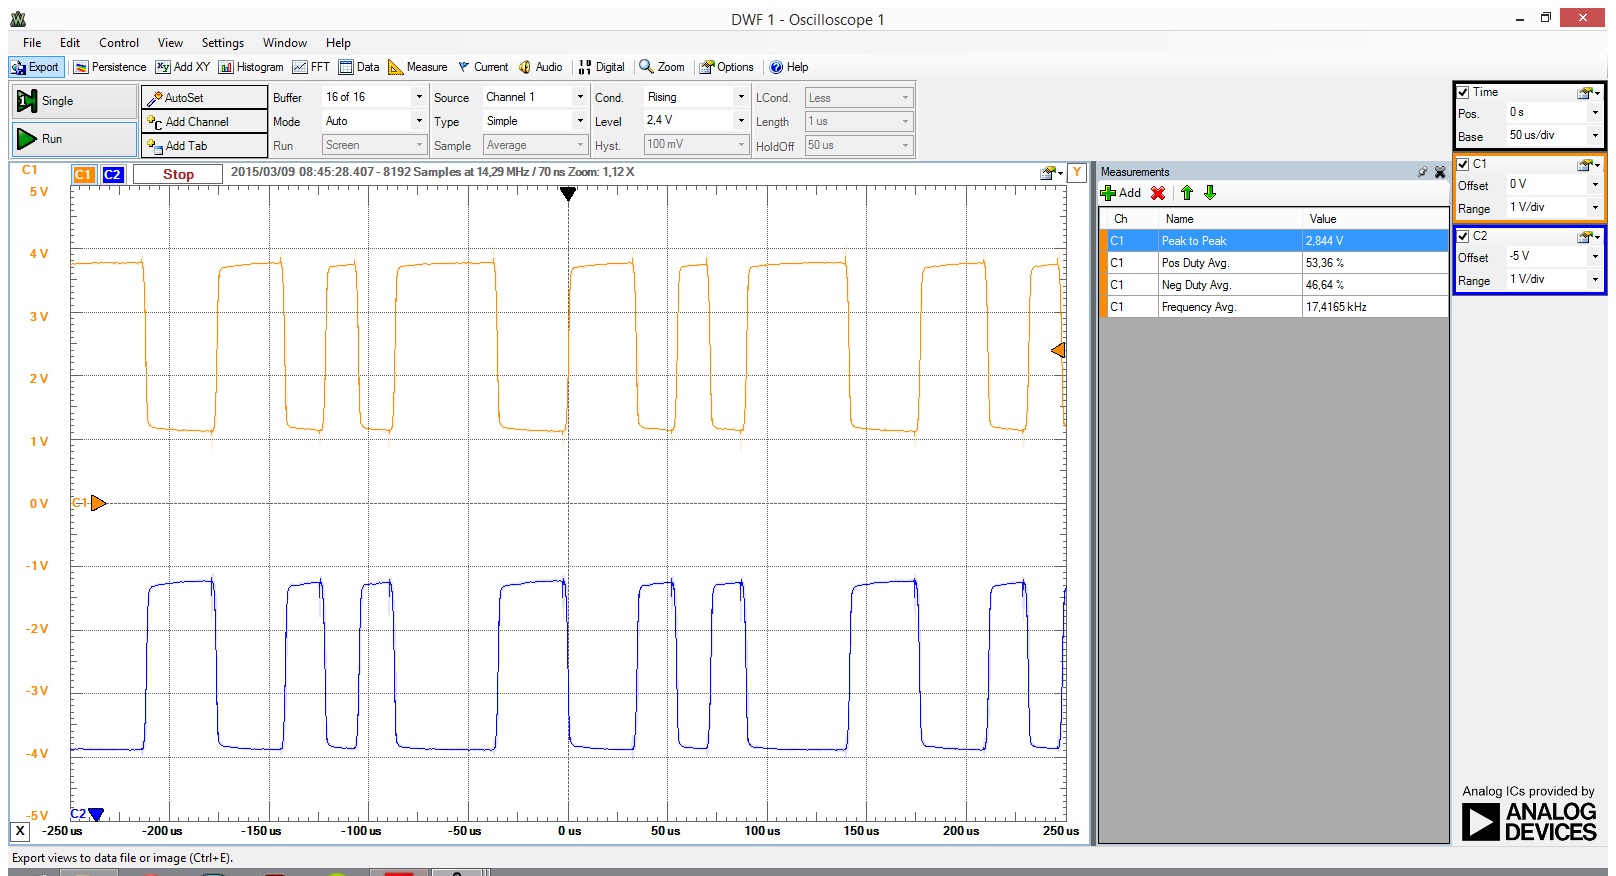 DWF 1 - Oscilloscope 1
File Edit Control View Settings Window Help
Export Persistence Add XY Histogram FFT Data Measure Current Audio Digital Zoom Options Help
Single AutoSet Buffer 16 of 16 Source Channel 1 Cond. Rising LCond. Less
Add Channel Mode Auto Type Simple Level 2,4 V Length 1 us
Run Add Tab Run Screen Sample Average Hyst. 100 mV HoldOff 50 us
Time
Pos. 0 s
Base 50 us/div
C1
Offset 0 V
Range 1 V/div
C2
Offset -5 V
Range 1 V/div
C1 C1 C2 Stop 2015/03/09 08:45:28.407 - 8192 Samples at 14,29 MHz / 70 ns Zoom: 1,12 X Y
5 V
4 V
3 V
2 V
1 V
0 V C1
-1 V
-2 V
-3 V
-4 V
-5 V C2
X -250 us -200 us -150 us -100 us -50 us 0 us 50 us 100 us 150 us 200 us 250 us
Measurements
Add
Ch Name Value
C1 Peak to Peak 2,844 V
C1 Pos Duty Avg. 53,36 %
C1 Neg Duty Avg. 46,64 %
C1 Frequency Avg. 17,4165 kHz
Analog ICs provided by
ANALOG
DEVICES
Export views to data file or image (Ctrl+E).